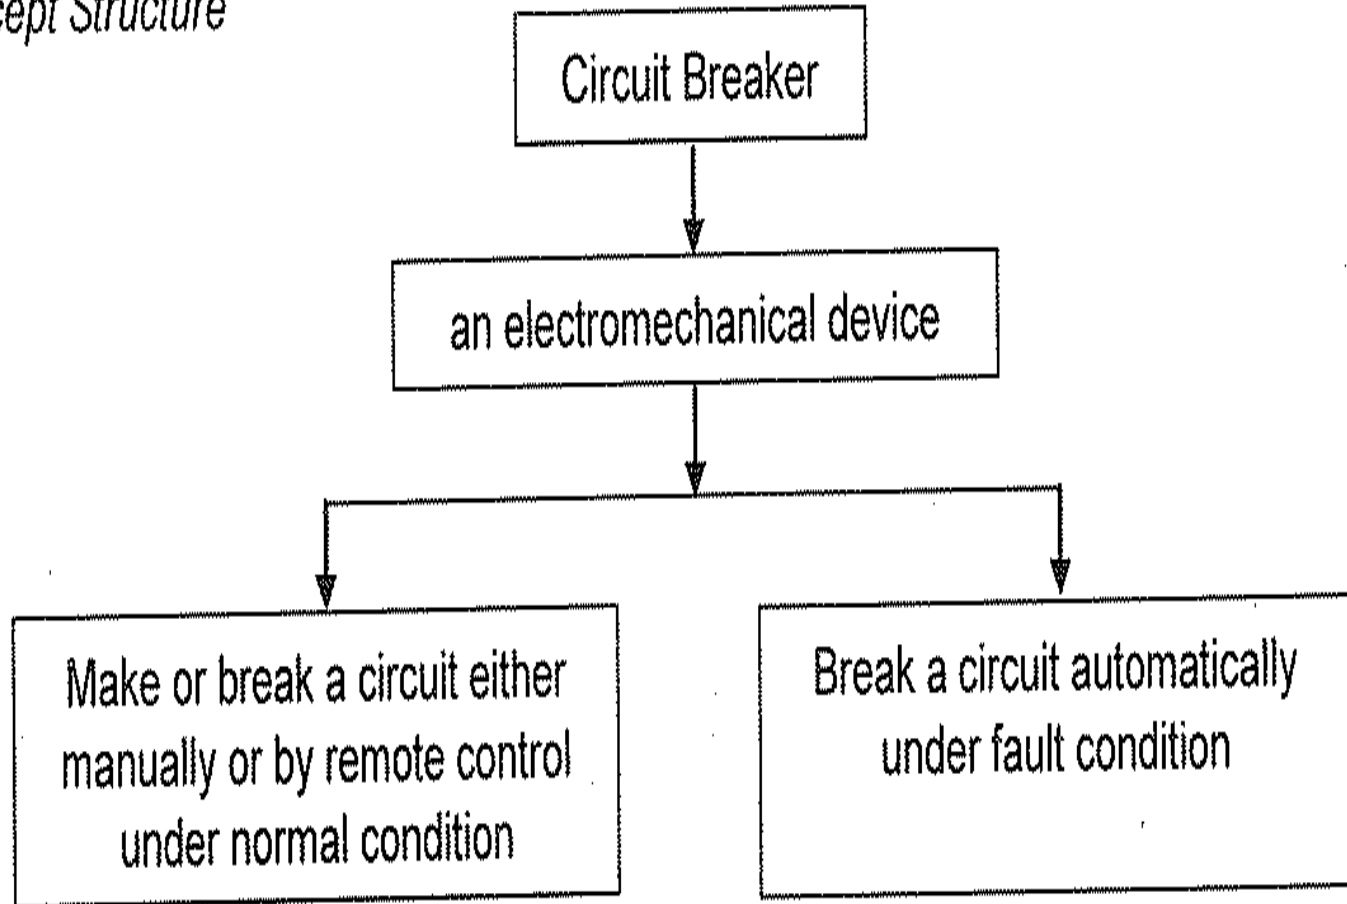 Structure
Circuit Breaker
an electromechanical device
Make or break a circuit either
manually or by remote control
under normal condition
Break a circuit automatically
under fault condition